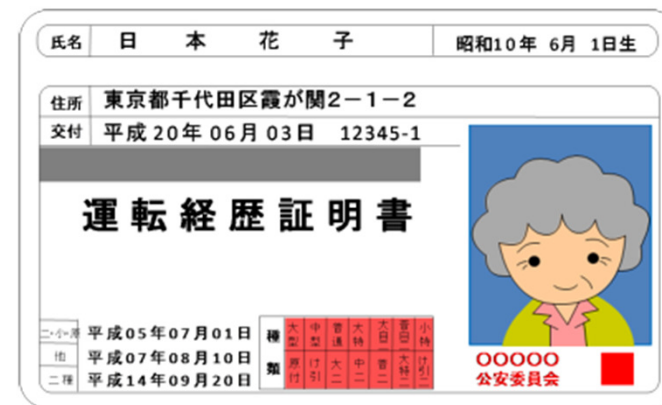 氏名 日本花子 昭和10年 6月 1日生
住所 東京都千代田区霞が関2−1−2
交付 平成20年06月03日 12345-1
運転経歴証明書
二・小・原 平成05年07月01日
他 平成07年08月10日
二種 平成14年09月20日
種類
大型 中型 普通 大特 大自二 普自二 小特
原付 け引 大二 中二 普二 大特二 け引二
OOOOO
公安委員会